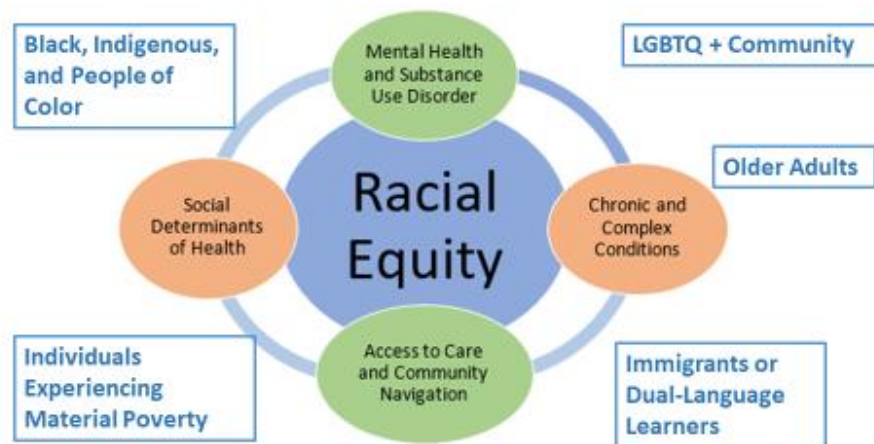 Black, Indigenous,
and People of
Color
Mental Health
and Substance
Use Disorder
LGBTQ + Community
Older Adults
Social
Determinants
of Health
Racial
Equity
Chronic and
Complex
Conditions
Individuals
Experiencing
Material Poverty
Access to Care
and Community
Navigation
Immigrants or
Dual-Language
Learners